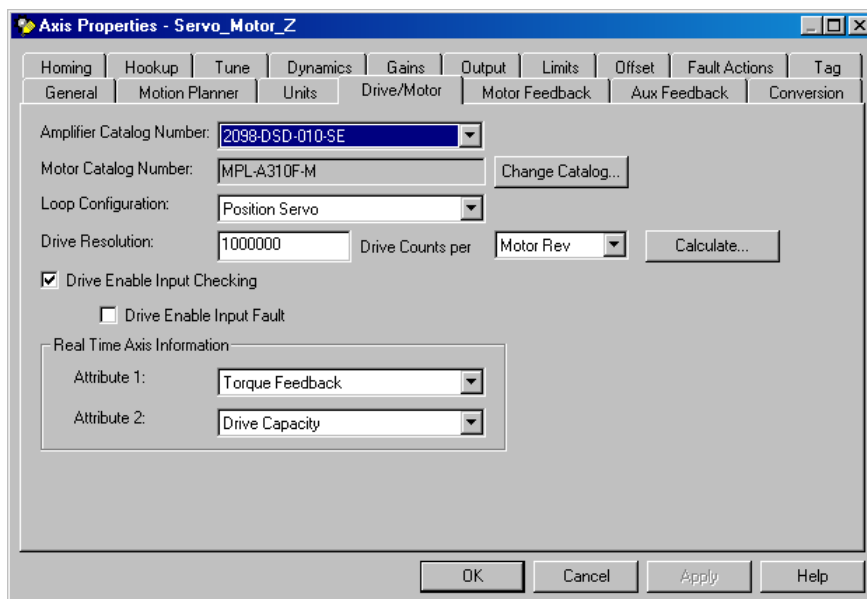 Axis Properties - Servo_Motor_Z
Homing Hookup Tune Dynamics Gains Output Limits Offset Fault Actions Tag
General Motion Planner Units Drive/Motor Motor Feedback Aux Feedback Conversion
Amplifier Catalog Number: 2098-DSD-010-SE
Motor Catalog Number: MPL-A310F-M Change Catalog...
Loop Configuration: Position Servo
Drive Resolution: 1000000 Drive Counts per Motor Rev Calculate...
Drive Enable Input Checking
Drive Enable Input Fault
Real Time Axis Information
Attribute 1: Torque Feedback
Attribute 2: Drive Capacity
OK Cancel Apply Help